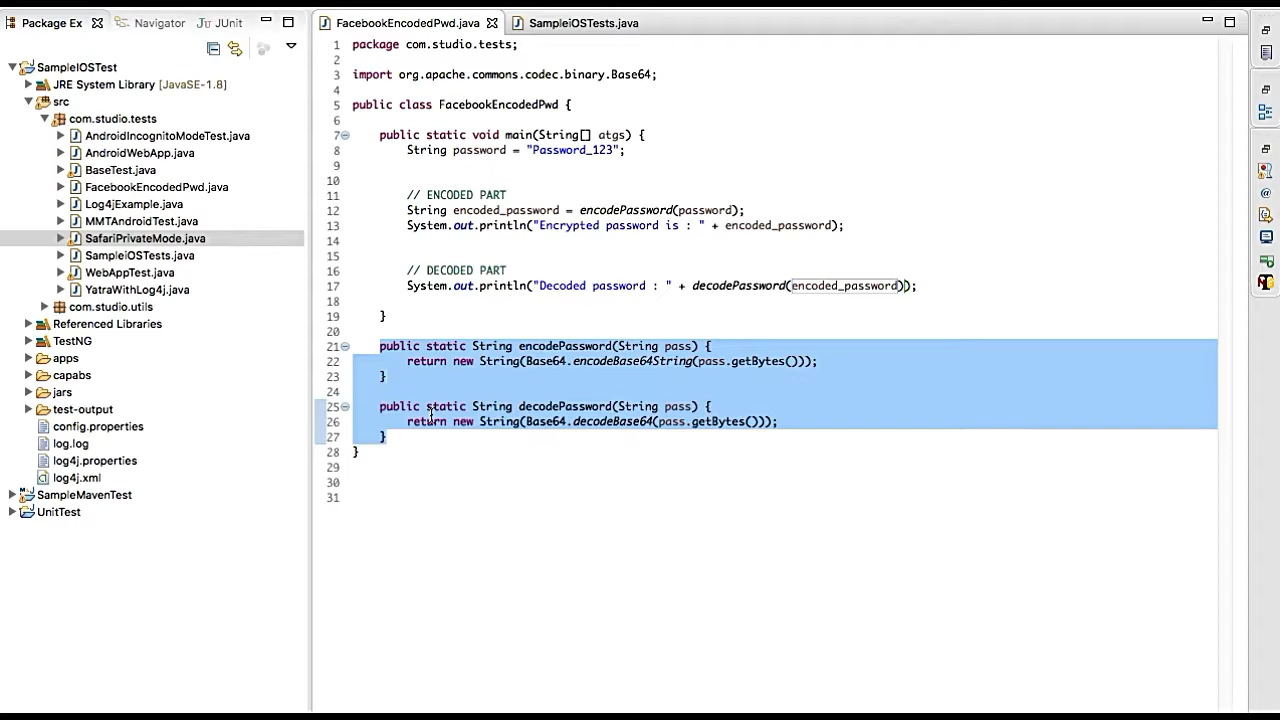 Package Ex
Navigator
JUnit
SampleIOSTest
JRE System Library [JavaSE-1.8]
src
com.studio.tests
AndroidIncognitoModeTest.java
AndroidWebApp.java
BaseTest.java
FacebookEncodedPwd.java
Log4jExample.java
MMTAndroidTest.java
SafariPrivateMode.java
SampleiOSTests.java
WebAppTest.java
YatraWithLog4j.java
com.studio.utils
Referenced Libraries
TestNG
apps
capabs
jars
test-output
config.properties
log.log
log4j.properties
log4j.xml
SampleMavenTest
UnitTest
FacebookEncodedPwd.java
SampleiOSTests.java
1 package com.studio.tests;
2
3 import org.apache.commons.codec.binary.Base64;
4
5 public class FacebookEncodedPwd {
6
7 public static void main(String[] atgs) {
8 String password = "Password_123";
9
10
11 // ENCODED PART
12 String encoded_password = encodePassword(password);
13 System.out.println("Encrypted password is : " + encoded_password);
14
15
16 // DECODED PART
17 System.out.println("Decoded password : " + decodePassword(encoded_password));
18
19 }
20
21 public static String encodePassword(String pass) {
22 return new String(Base64.encodeBase64String(pass.getBytes()));
23 }
24
25 public static String decodePassword(String pass) {
26 return new String(Base64.decodeBase64(pass.getBytes()));
27 }
28 }
29
30
31